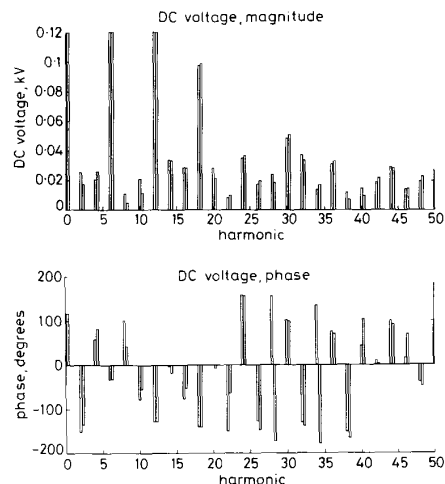 DC voltage, magnitude
DC voltage, kV
0.12
0.1
0.08
0.06
0.04
0.02
0
0 5 10 15 20 25 30 35 40 45 50
harmonic
DC voltage, phase
phase, degrees
200
100
0
-100
-200
0 5 10 15 20 25 30 35 40 45 50
harmonic